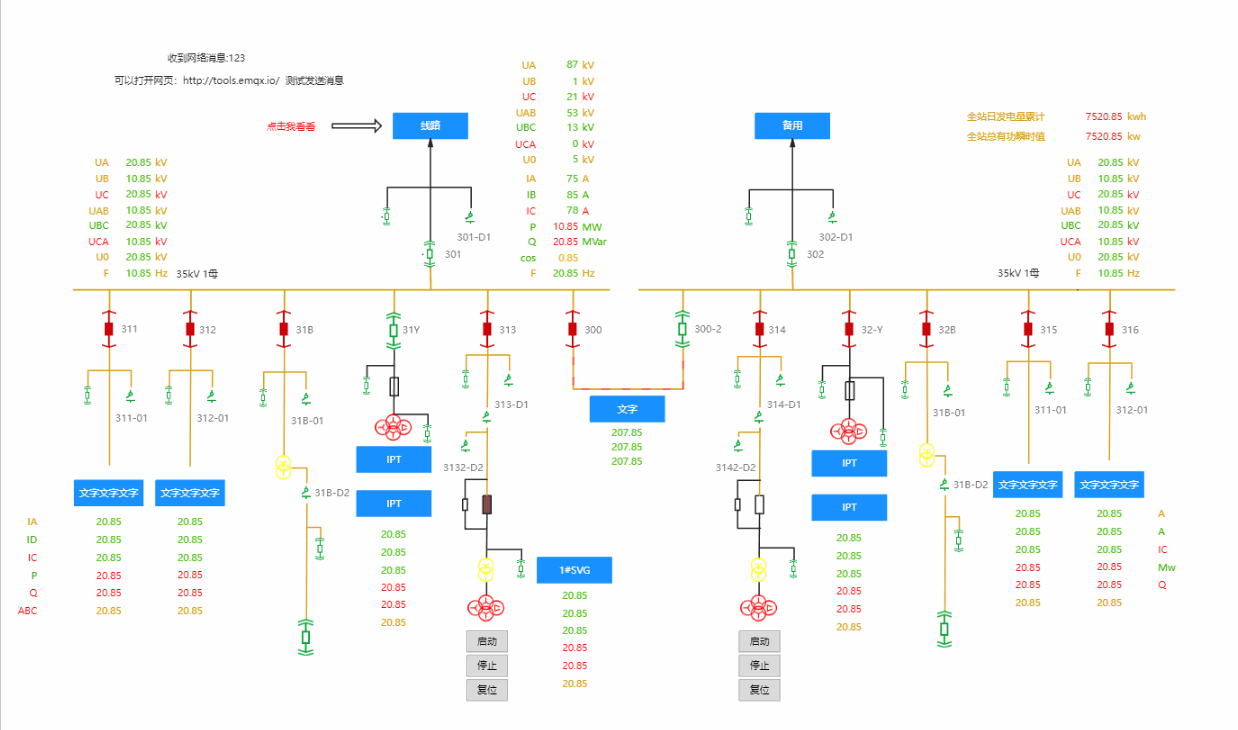 收到网络消息:123
可以打开网页：http://tools.emqx.io/ 测试发送消息
点击我看看
线路
备用
UA 87 kV
UB 1 kV
UC 21 kV
UAB 53 kV
UBC 13 kV
UCA 0 kV
U0 5 kV
IA 75 A
IB 85 A
IC 78 A
P 10.85 MW
Q 20.85 MVar
cos 0.85
F 20.85 Hz
全站日发电量累计 7520.85 kwh
全站总有功瞬时值 7520.85 kw
UA 20.85 kV
UB 10.85 kV
UC 20.85 kV
UAB 10.85 kV
UBC 20.85 kV
UCA 10.85 kV
U0 20.85 kV
F 10.85 Hz
35kV 1母
UA 20.85 kV
UB 10.85 kV
UC 20.85 kV
UAB 10.85 kV
UBC 20.85 kV
UCA 10.85 kV
U0 20.85 kV
F 10.85 Hz
35kV 1母
301-D1
301
302-D1
302
311
312
31B
31Y
313
300
300-2
314
32-Y
32B
315
316
311-01
312-01
31B-01
313-D1
314-D1
31B-01
311-01
312-01
文字
207.85
207.85
207.85
3132-D2
3142-D2
31B-D2
31B-D2
IPT
IPT
IPT
IPT
文字文字文字
文字文字文字
文字文字文字
文字文字文字
IA 20.85 20.85
ID 20.85 20.85
IC 20.85 20.85
P 20.85 20.85
Q 20.85 20.85
ABC 20.85 20.85
20.85
20.85
20.85
20.85
20.85
20.85
1#SVG
20.85
20.85
20.85
20.85
20.85
20.85
启动
停止
复位
启动
停止
复位
20.85
20.85
20.85
20.85
20.85
20.85
20.85 20.85 A
20.85 20.85 A
20.85 20.85 IC
20.85 20.85 Mw
20.85 20.85 Q
20.85 20.85